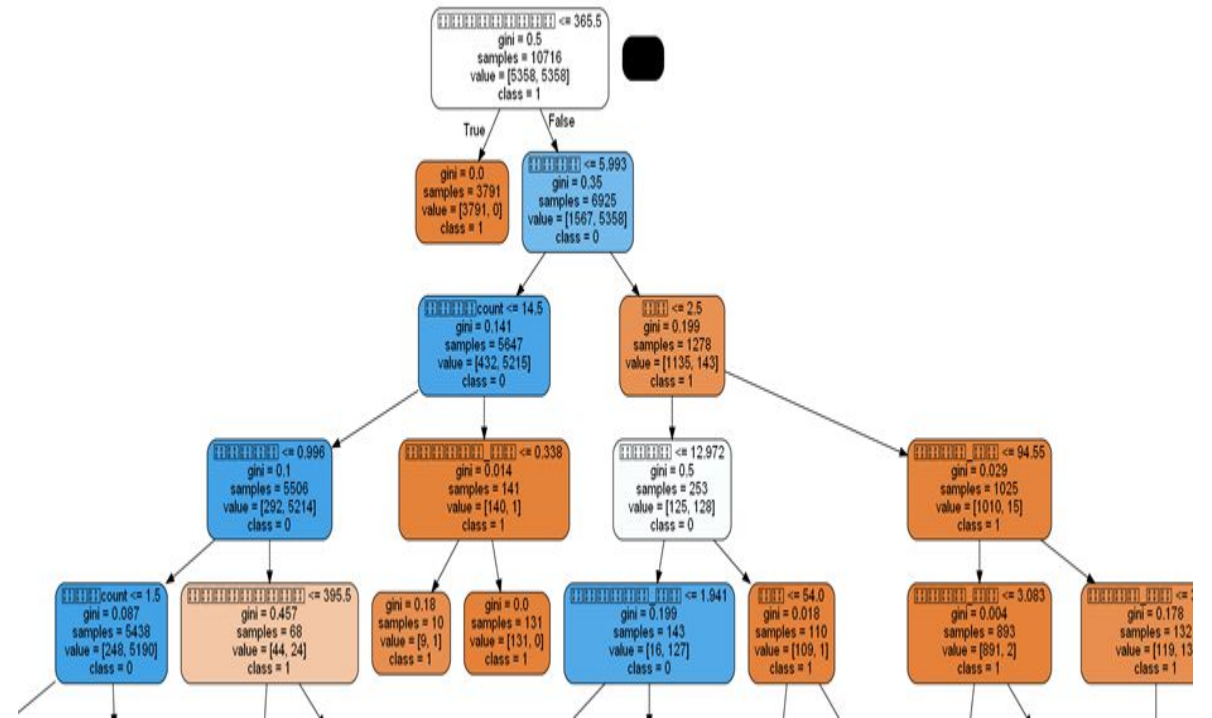 <= 365.5
gini = 0.5
samples = 10716
value = [5358, 5358]
class = 1
True
False
gini = 0.0
samples = 3791
value = [3791, 0]
class = 1
<= 5.993
gini = 0.35
samples = 6925
value = [1567, 5358]
class = 0
count <= 14.5
gini = 0.141
samples = 5647
value = [432, 5215]
class = 0
<= 2.5
gini = 0.199
samples = 1278
value = [1135, 143]
class = 1
<= 0.996
gini = 0.1
samples = 5506
value = [292, 5214]
class = 0
_ <= 0.338
gini = 0.014
samples = 141
value = [140, 1]
class = 1
<= 12.972
gini = 0.5
samples = 253
value = [125, 128]
class = 0
_ <= 94.55
gini = 0.029
samples = 1025
value = [1010, 15]
class = 1
count <= 1.5
gini = 0.087
samples = 5438
value = [248, 5190]
class = 0
<= 395.5
gini = 0.457
samples = 68
value = [44, 24]
class = 1
gini = 0.18
samples = 10
value = [9, 1]
class = 1
gini = 0.0
samples = 131
value = [131, 0]
class = 1
_ <= 1.941
gini = 0.199
samples = 143
value = [16, 127]
class = 0
<= 54.0
gini = 0.018
samples = 110
value = [109, 1]
class = 1
_ <= 3.083
gini = 0.004
samples = 893
value = [891, 2]
class = 1
_ <=
gini = 0.178
samples = 132
value = [119, 13
class = 1